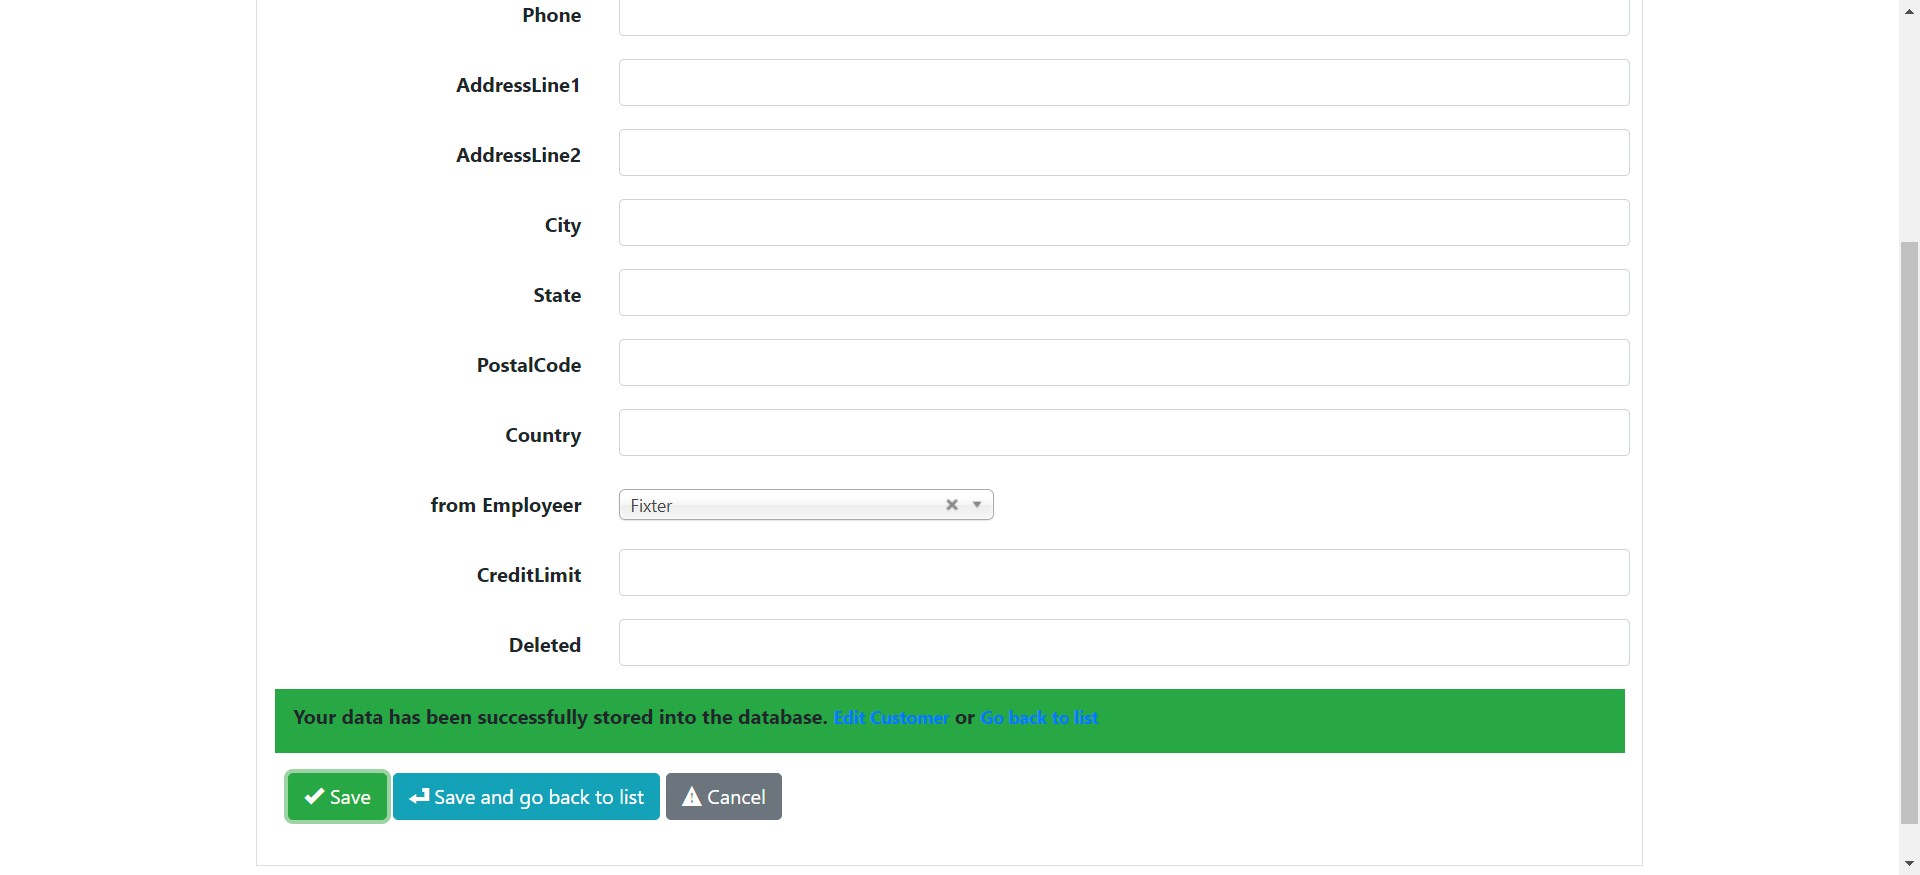 Phone
AddressLine1
AddressLine2
City
State
PostalCode
Country
from Employeer Fixter
CreditLimit
Deleted
Your data has been successfully stored into the database. Edit Customer or Go back to list
Save Save and go back to list Cancel